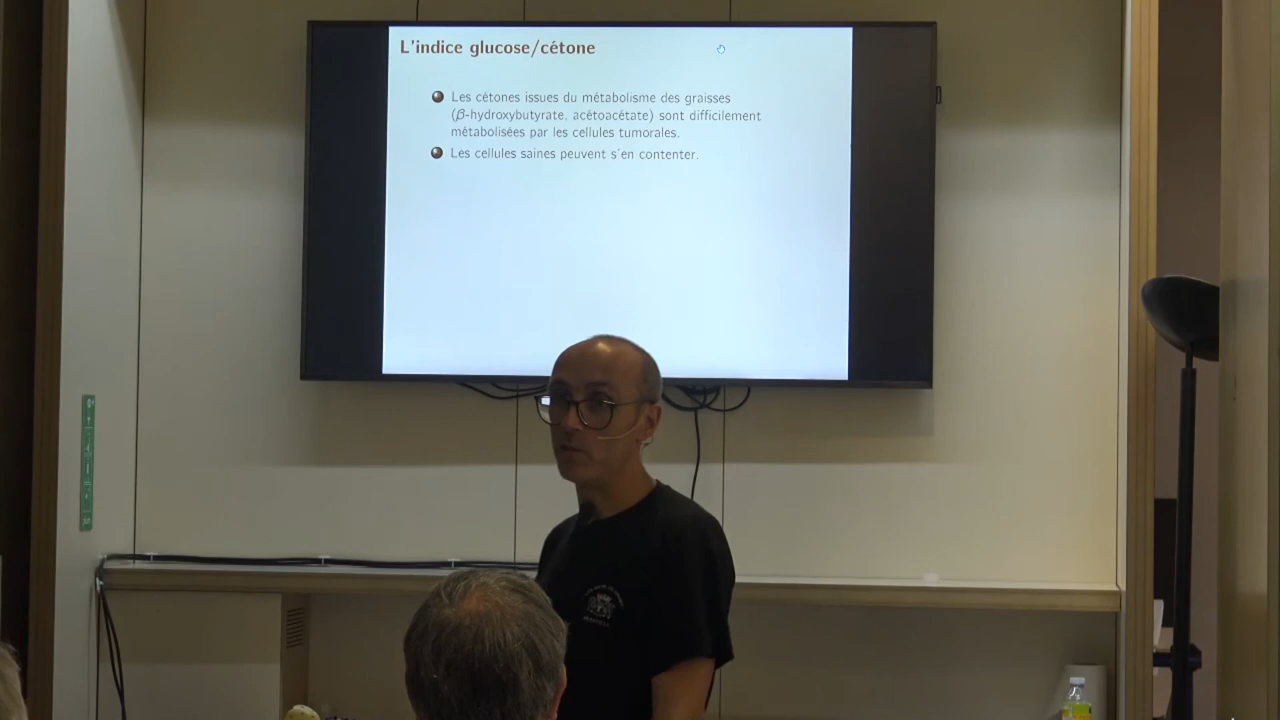 L'indice glucose/cétone
Les cétones issues du métabolisme des graisses
(β-hydroxybutyrate, acétoacétate) sont difficilement
métabolisées par les cellules tumorales.
Les cellules saines peuvent s'en contenter.